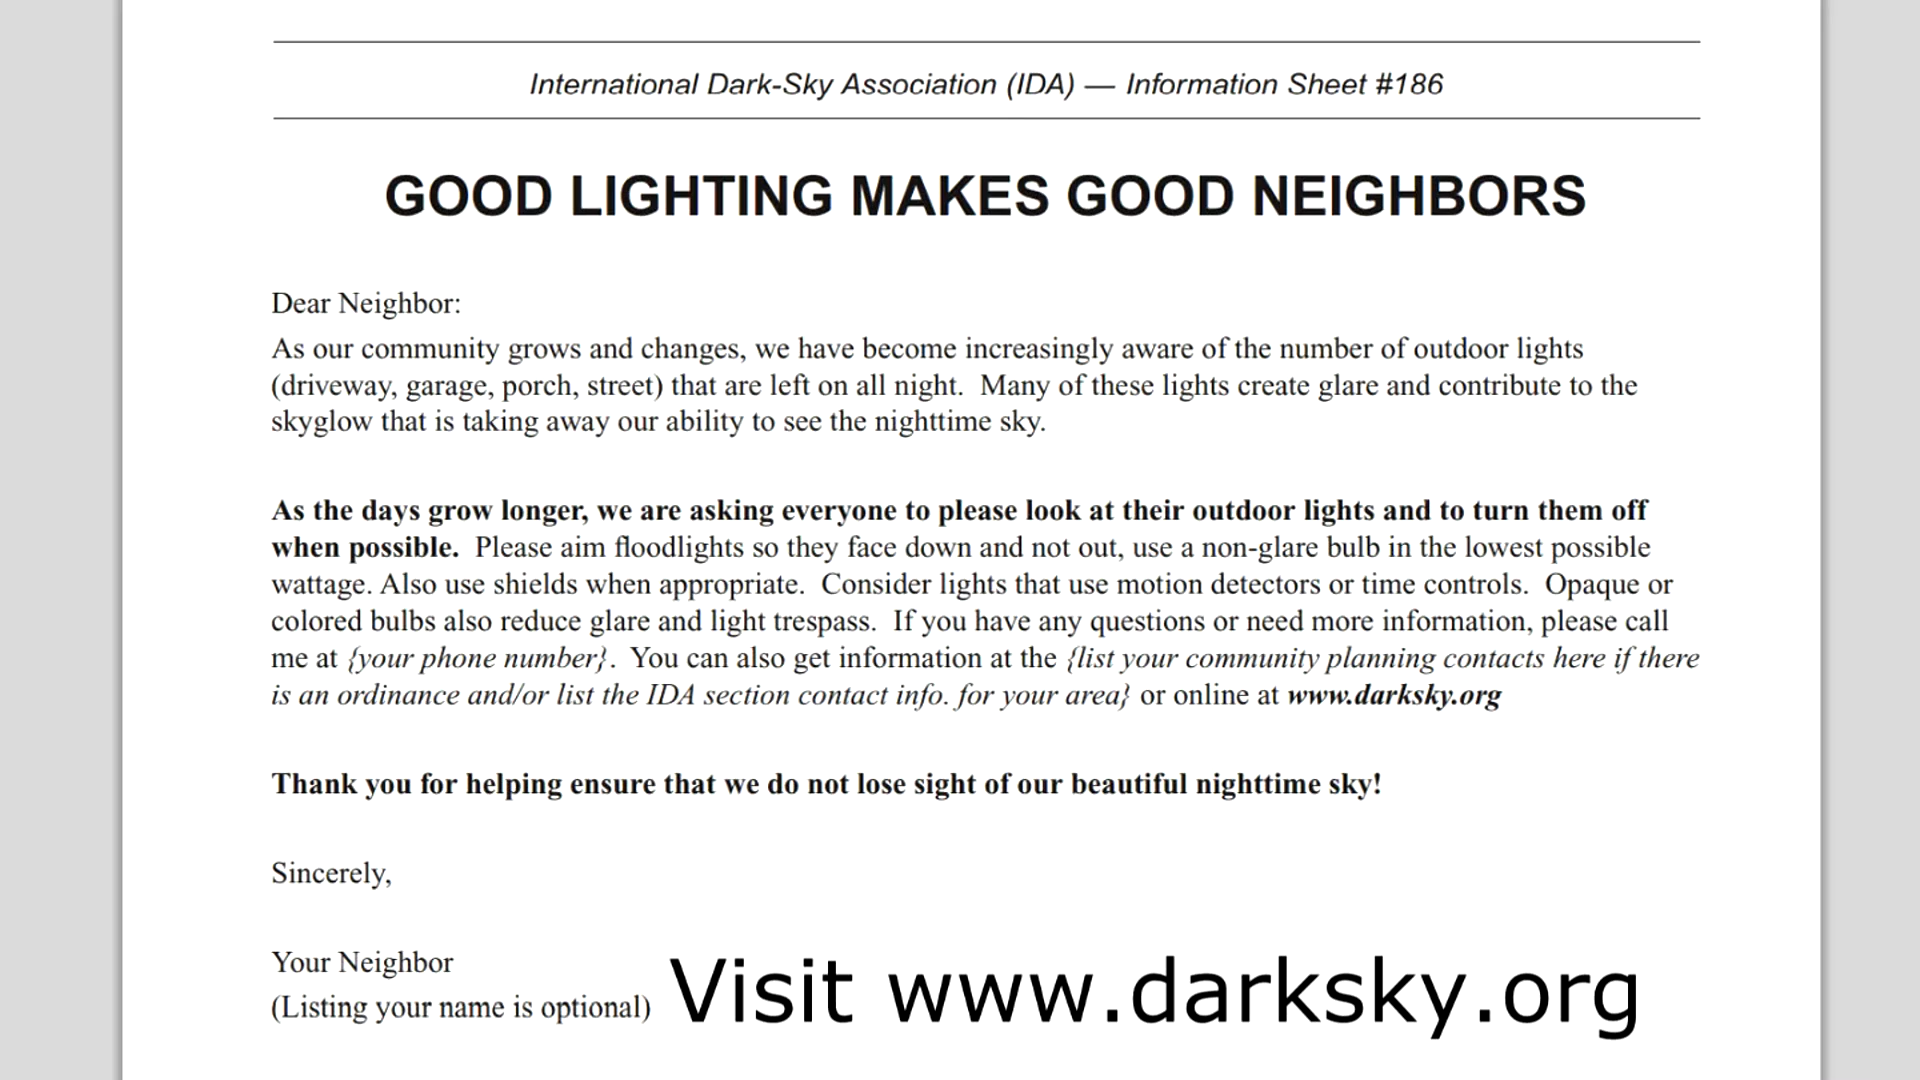 International Dark-Sky Association (IDA) — Information Sheet #186
GOOD LIGHTING MAKES GOOD NEIGHBORS
Dear Neighbor:
As our community grows and changes, we have become increasingly aware of the number of outdoor lights
(driveway, garage, porch, street) that are left on all night.  Many of these lights create glare and contribute to the
skyglow that is taking away our ability to see the nighttime sky.
As the days grow longer, we are asking everyone to please look at their outdoor lights and to turn them off
when possible.  Please aim floodlights so they face down and not out, use a non-glare bulb in the lowest possible
wattage. Also use shields when appropriate.  Consider lights that use motion detectors or time controls.  Opaque or
colored bulbs also reduce glare and light trespass.  If you have any questions or need more information, please call
me at {your phone number}.  You can also get information at the {list your community planning contacts here if there
is an ordinance and/or list the IDA section contact info. for your area} or online at www.darksky.org
Thank you for helping ensure that we do not lose sight of our beautiful nighttime sky!
Sincerely,
Your Neighbor
(Listing your name is optional)
Visit www.darksky.org